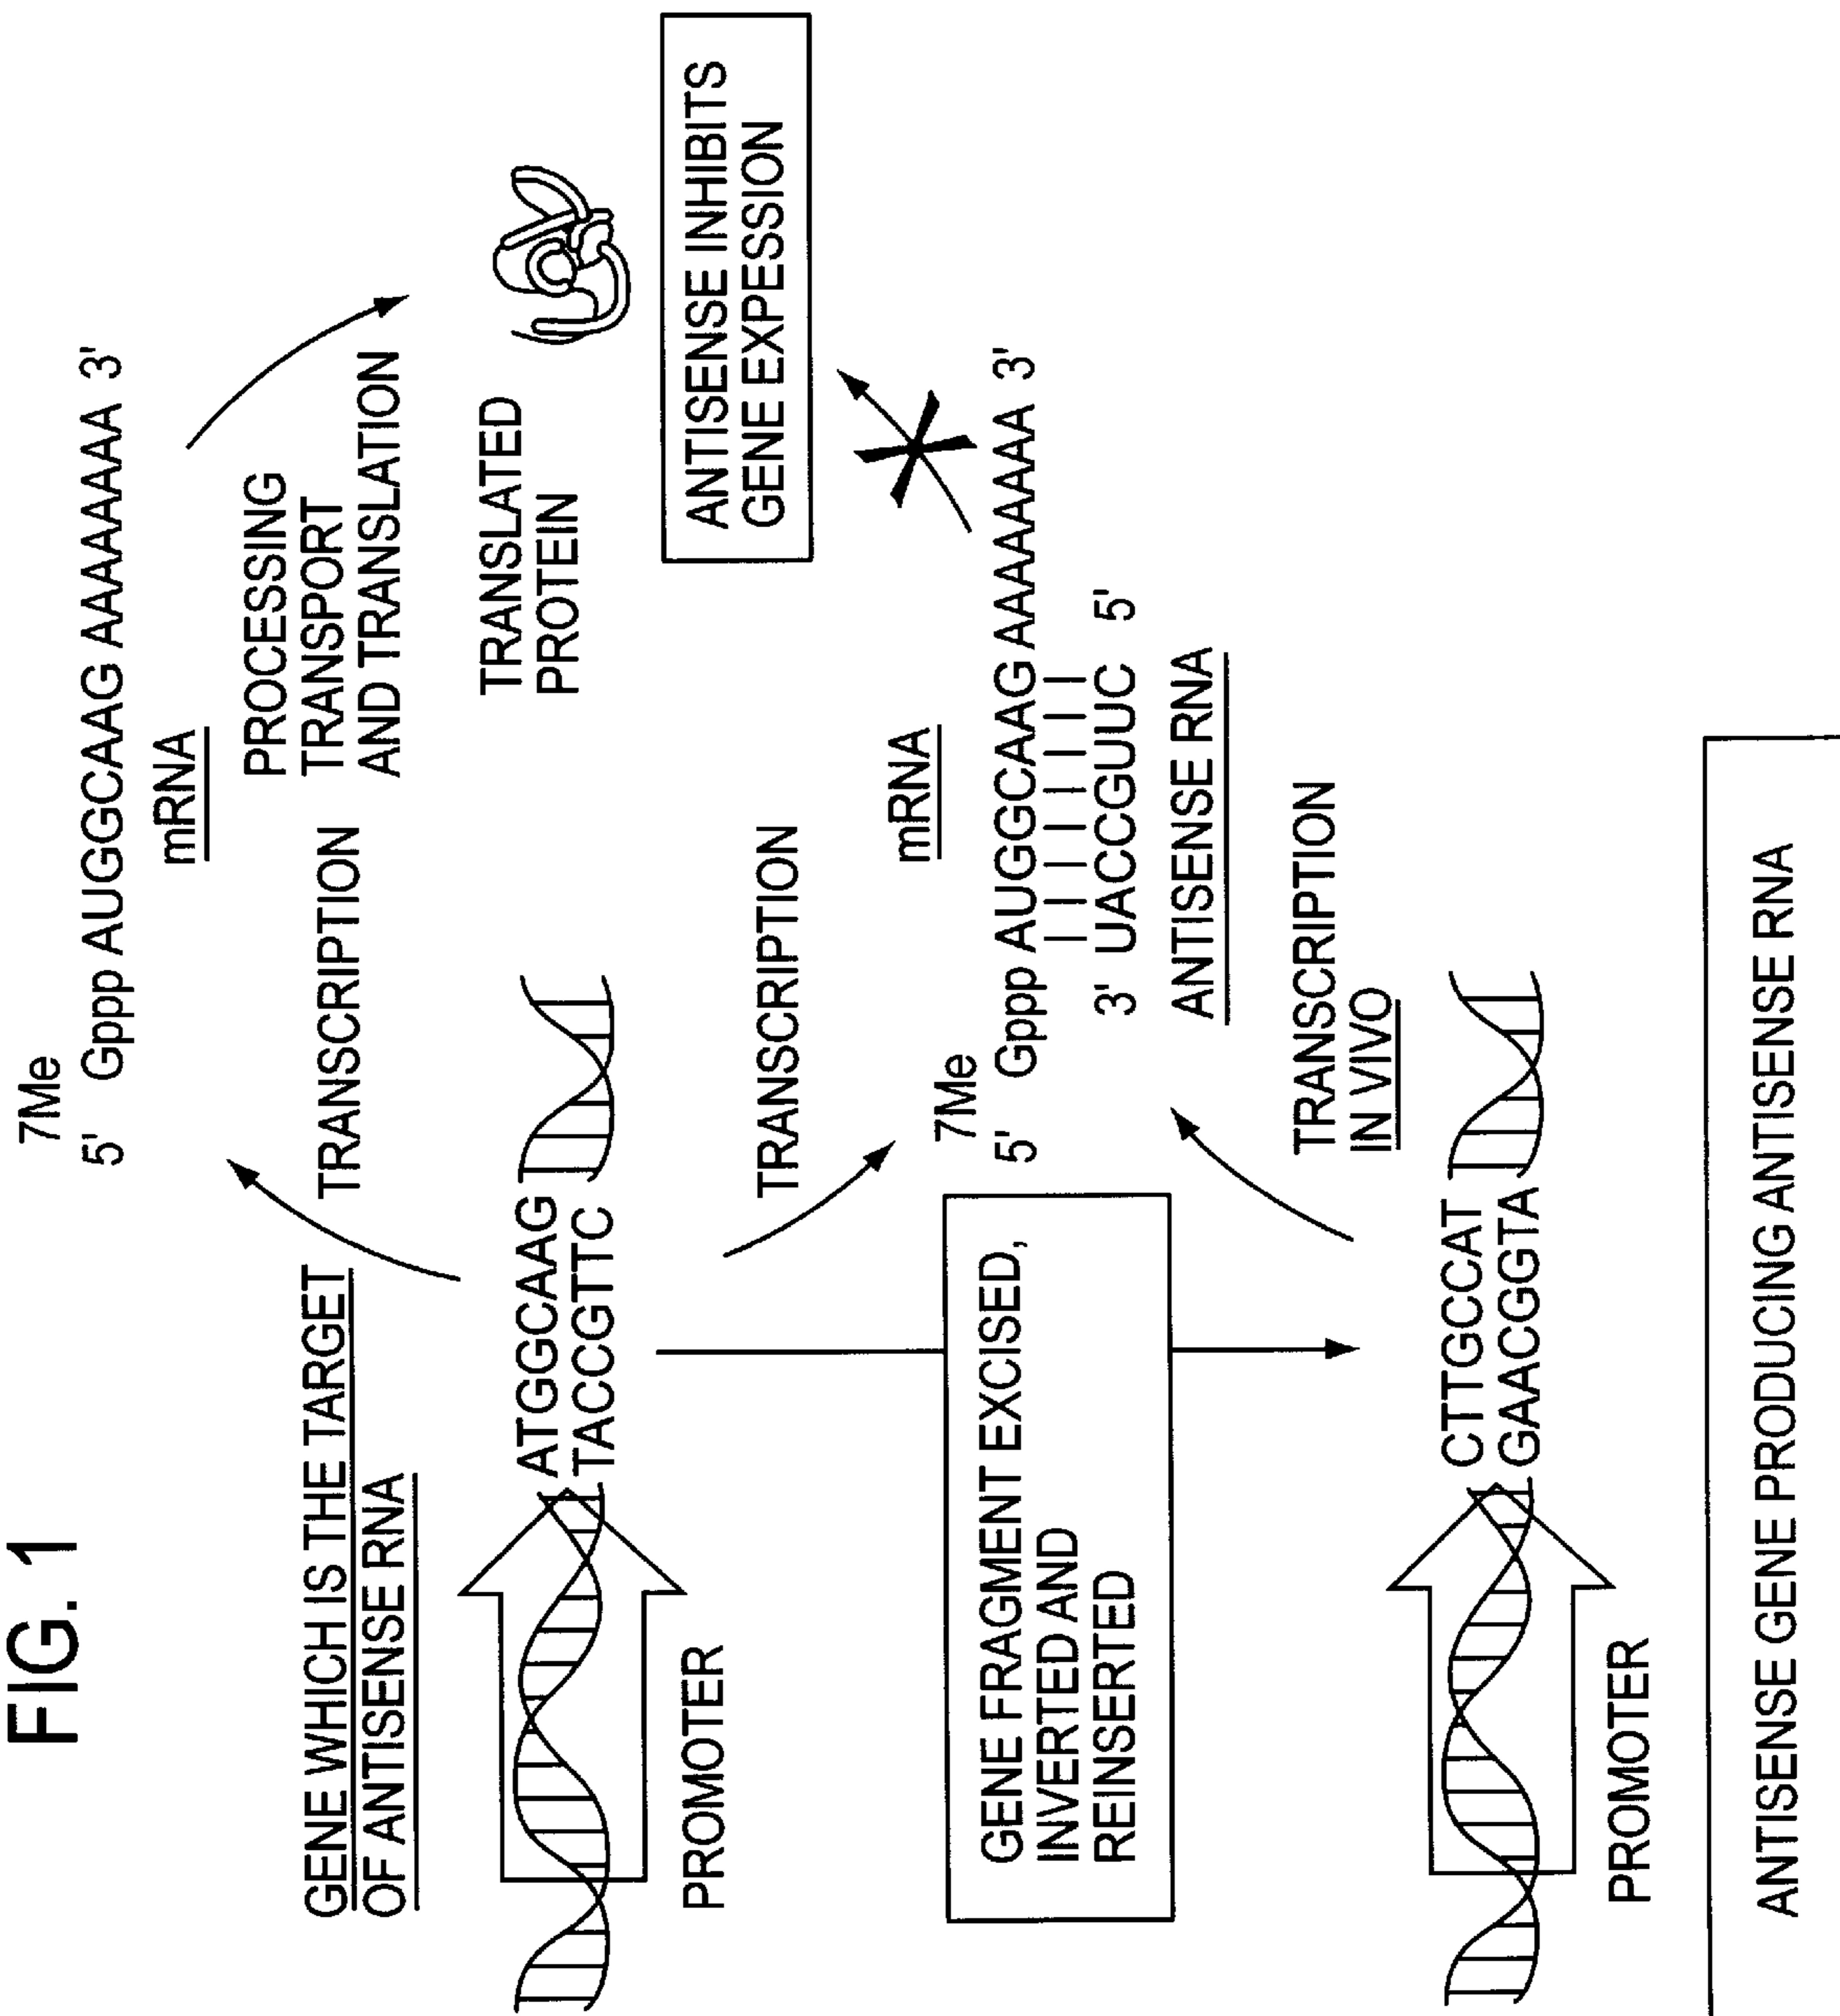 FIG. 1
7Me
5' Gppp AUGGCAAG AAAAAAA 3'
mRNA
GENE WHICH IS THE TARGET
OF ANTISENSE RNA
TRANSCRIPTION
PROCESSING
TRANSPORT
AND TRANSLATION
ATGGCAAG
TACCGTTC
TRANSLATED
PROTEIN
PROMOTER
TRANSCRIPTION
ANTISENSE INHIBITS
GENE EXPESSION
mRNA
7Me
5' Gppp AUGGCAAG AAAAAAA 3'
3' UACCGUUC 5'
ANTISENSE RNA
GENE FRAGMENT EXCISED,
INVERTED AND
REINSERTED
TRANSCRIPTION
IN VIVO
CTTGCCAT
GAACGGTA
PROMOTER
ANTISENSE GENE PRODUCING ANTISENSE RNA